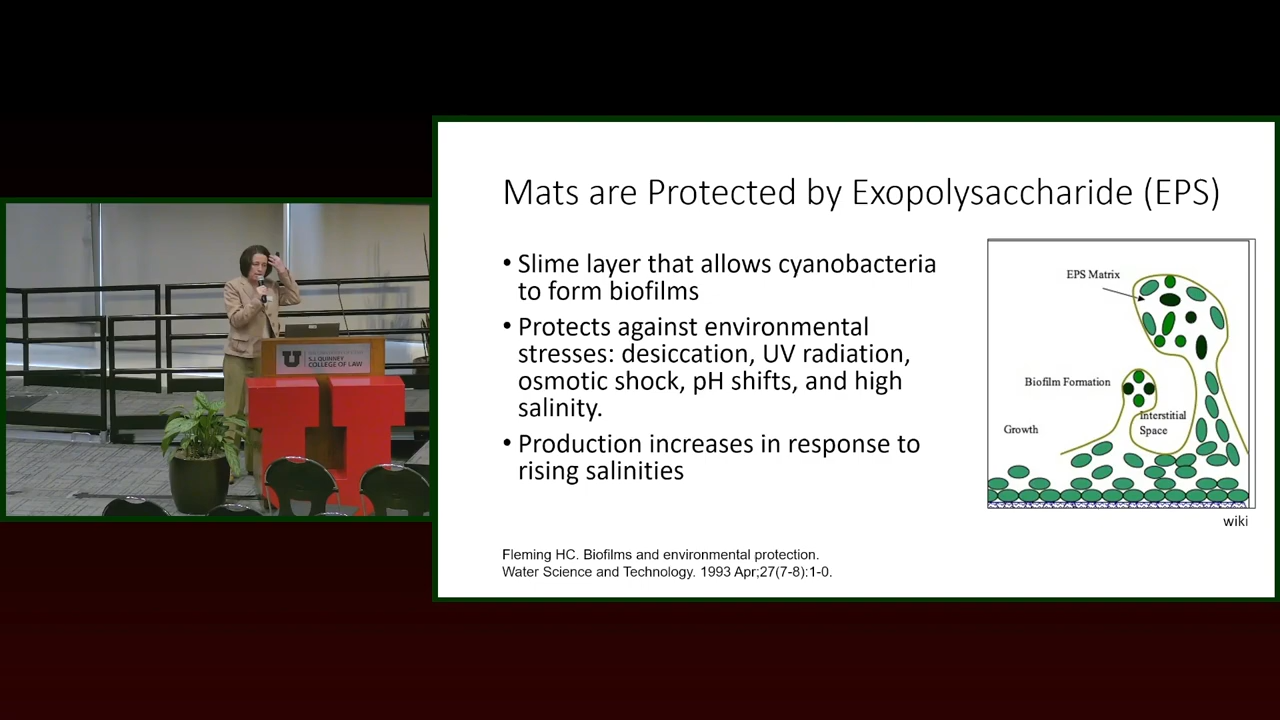 Mats are Protected by Exopolysaccharide (EPS)
• Slime layer that allows cyanobacteria
to form biofilms
• Protects against environmental
stresses: desiccation, UV radiation,
osmotic shock, pH shifts, and high
salinity.
• Production increases in response to
rising salinities
EPS Matrix
Biofilm Formation
Interstitial
Space
Growth
wiki
Fleming HC. Biofilms and environmental protection.
Water Science and Technology. 1993 Apr;27(7-8):1-0.
U
S.J. QUINNEY
COLLEGE OF LAW